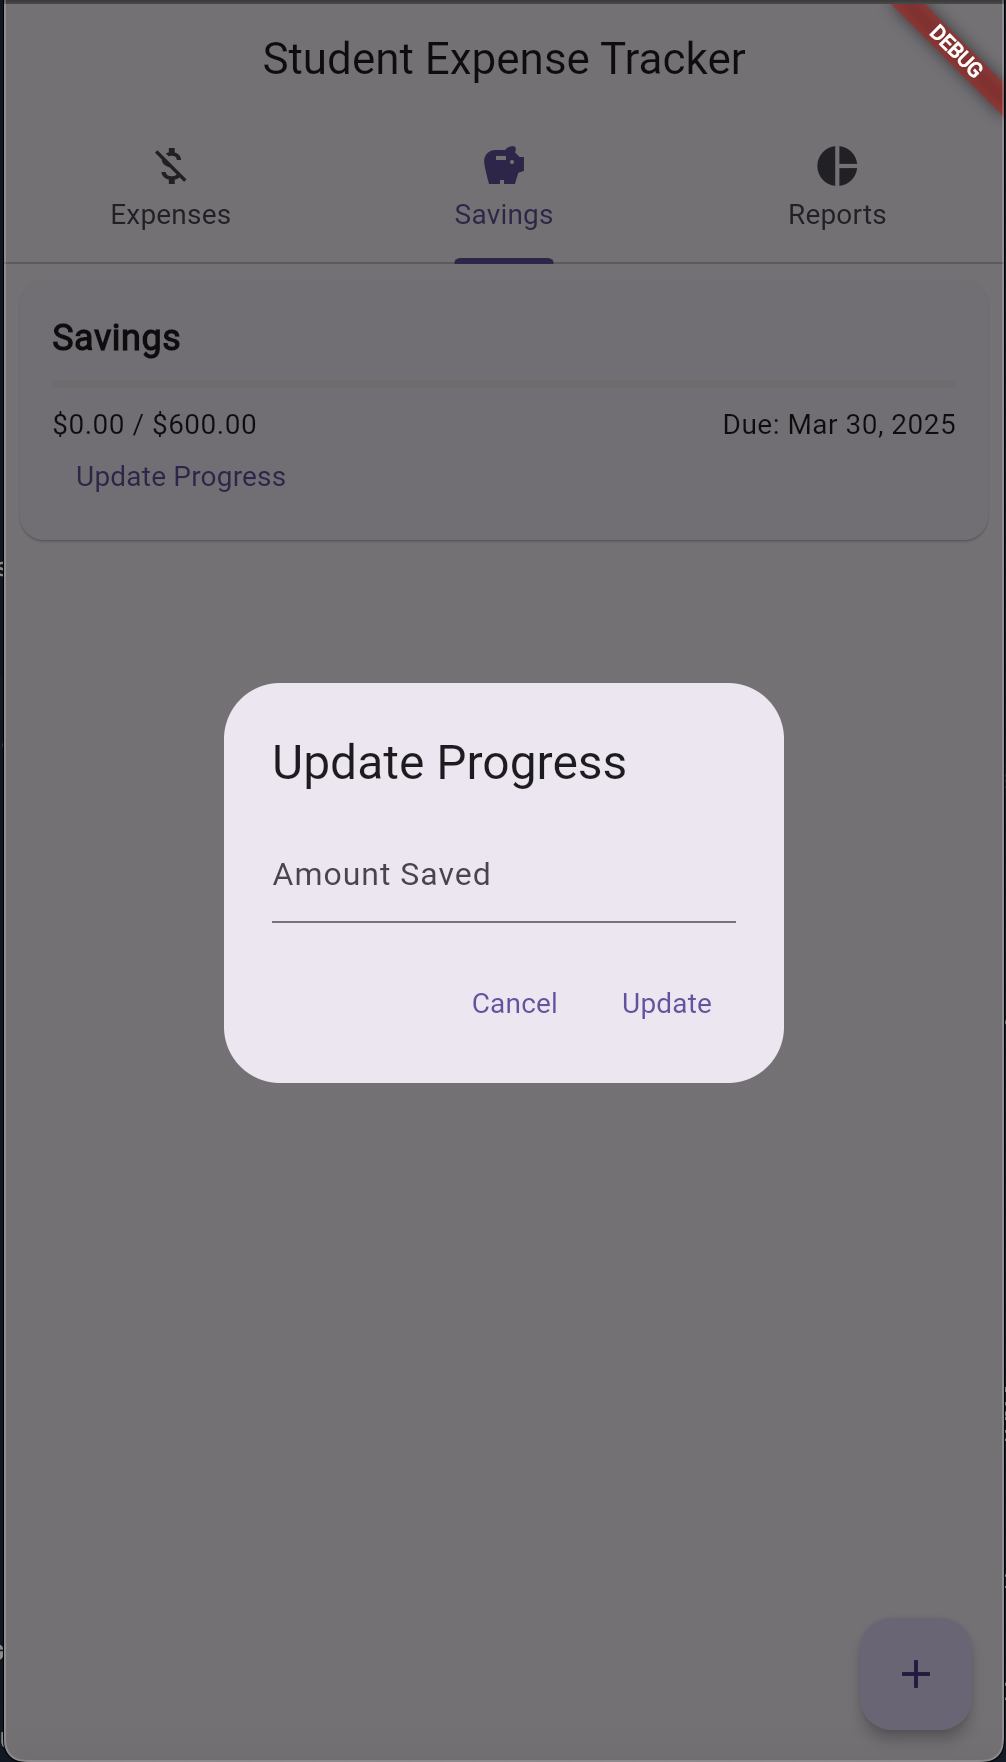 Student Expense Tracker
DEBUG
Expenses
Savings
Reports
Savings
$0.00 / $600.00
Due: Mar 30, 2025
Update Progress
Update Progress
Amount Saved
Cancel
Update